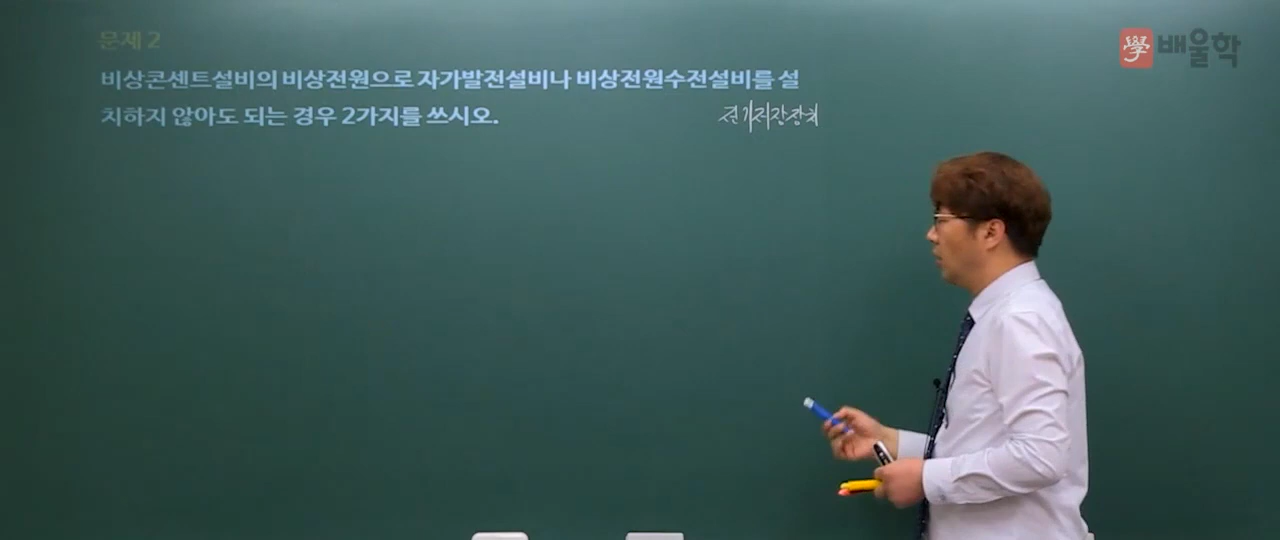 문제 2
學 배울학
비상콘센트설비의 비상전원으로 자가발전설비나 비상전원수전설비를 설
치하지 않아도 되는 경우 2가지를 쓰시오.
전기저장장치